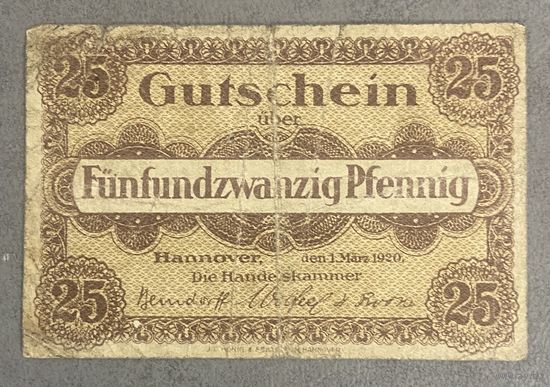 25 25
Gutschein
über
Fünfundzwanzig Pfennig
Hannover, den 1. März 1920.
Die Handelskammer
25 25